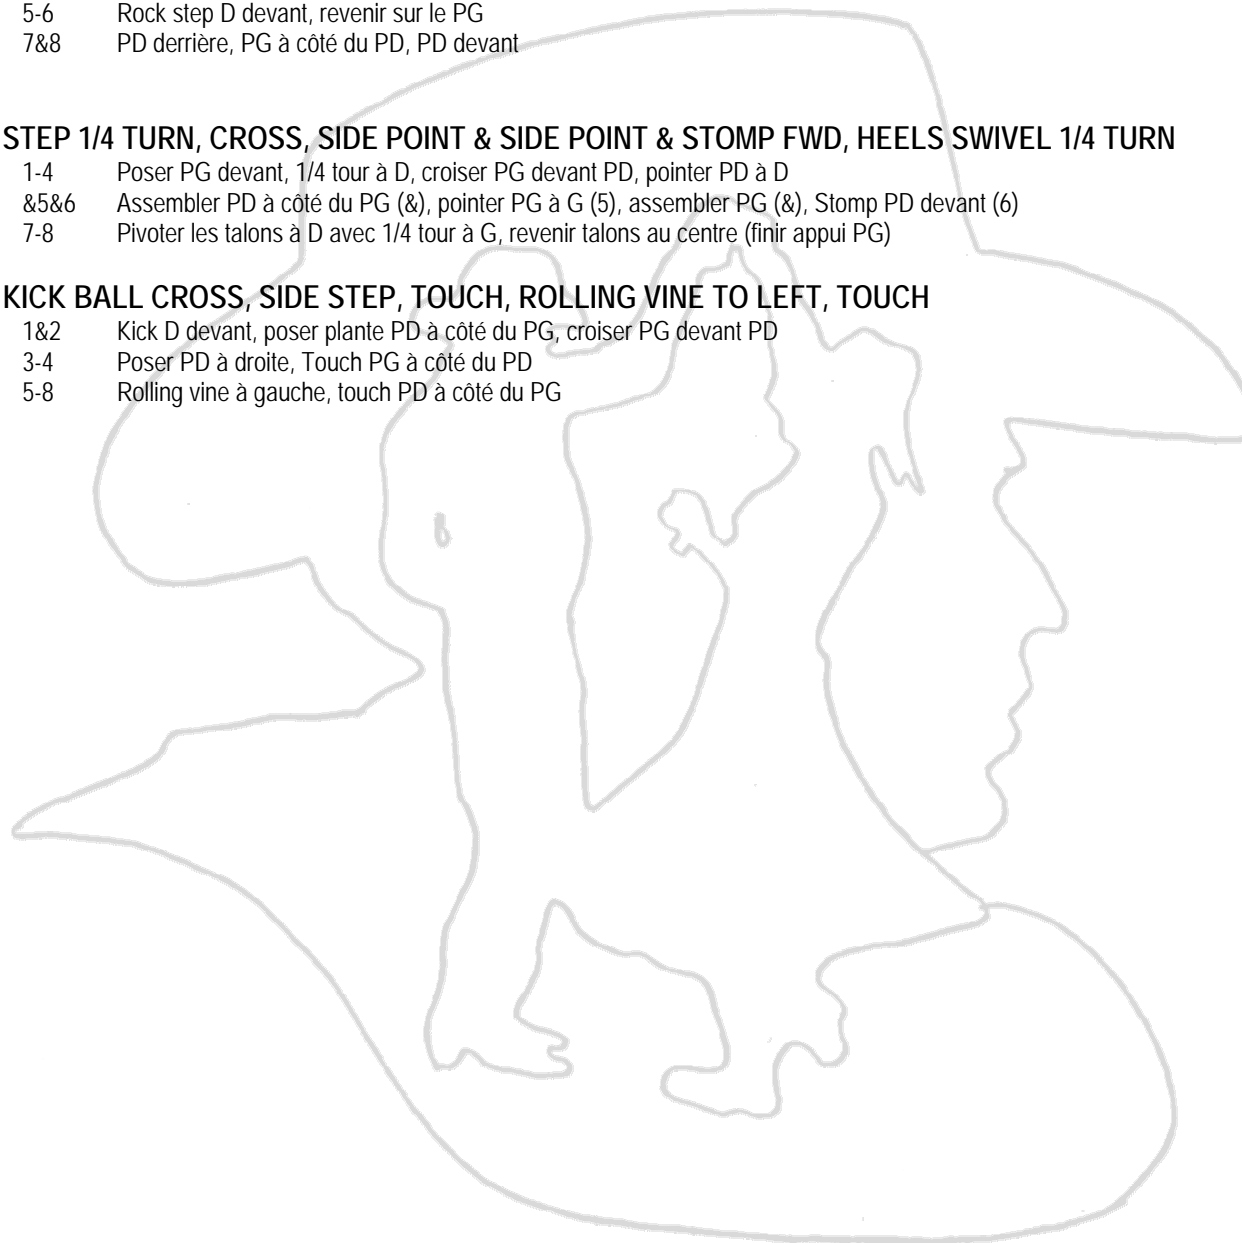 5-6 Rock step D devant, revenir sur le PG
7&8 PD derrière, PG à côté du PD, PD devant
STEP 1/4 TURN, CROSS, SIDE POINT & SIDE POINT & STOMP FWD, HEELS SWIVEL 1/4 TURN
1-4 Poser PG devant, 1/4 tour à D, croiser PG devant PD, pointer PD à D
&5&6 Assembler PD à côté du PG (&), pointer PG à G (5), assembler PG (&), Stomp PD devant (6)
7-8 Pivoter les talons à D avec 1/4 tour à G, revenir talons au centre (finir appui PG)
KICK BALL CROSS, SIDE STEP, TOUCH, ROLLING VINE TO LEFT, TOUCH
1&2 Kick D devant, poser plante PD à côté du PG, croiser PG devant PD
3-4 Poser PD à droite, Touch PG à côté du PD
5-8 Rolling vine à gauche, touch PD à côté du PG